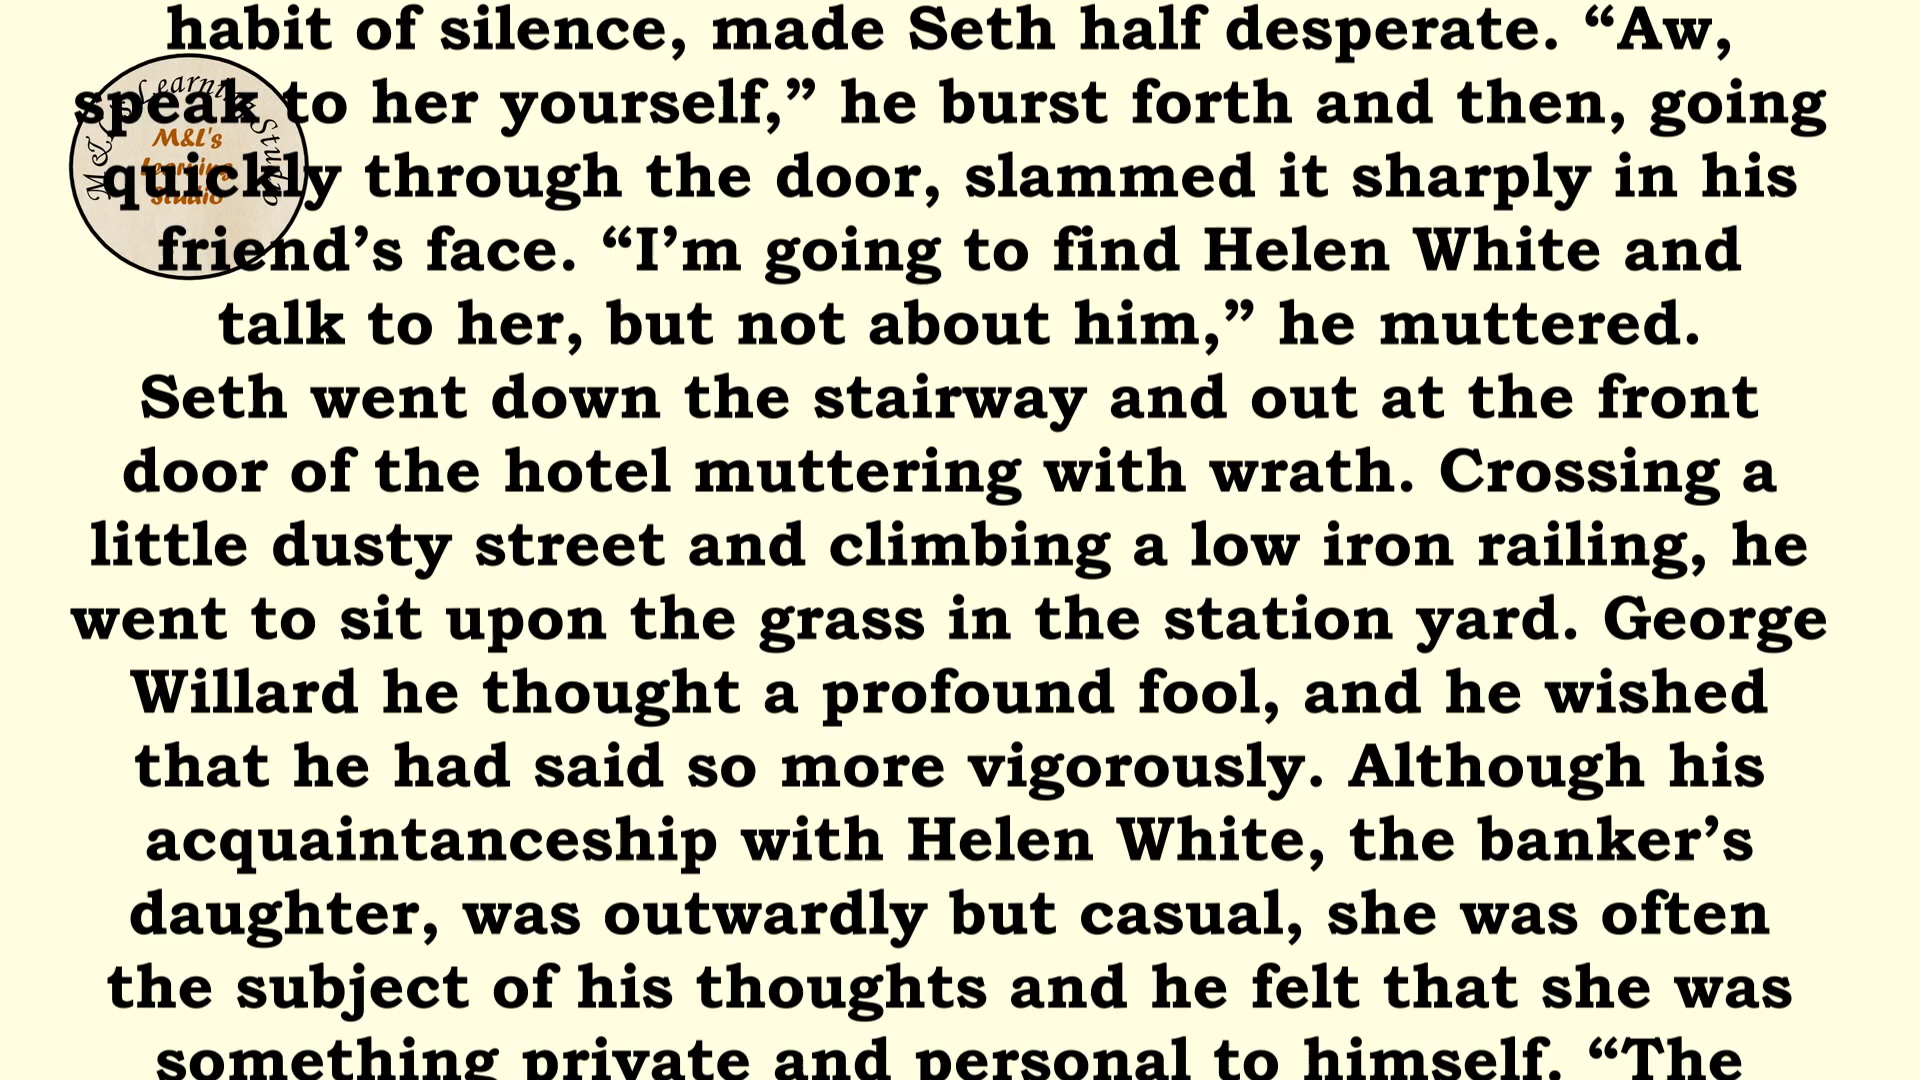 habit of silence, made Seth half desperate. “Aw,
speak to her yourself,” he burst forth and then, going
quickly through the door, slammed it sharply in his
friend’s face. “I’m going to find Helen White and
talk to her, but not about him,” he muttered.
Seth went down the stairway and out at the front
door of the hotel muttering with wrath. Crossing a
little dusty street and climbing a low iron railing, he
went to sit upon the grass in the station yard. George
Willard he thought a profound fool, and he wished
that he had said so more vigorously. Although his
acquaintanceship with Helen White, the banker’s
daughter, was outwardly but casual, she was often
the subject of his thoughts and he felt that she was
something private and personal to himself. “The
M&L's
Learning
Studio